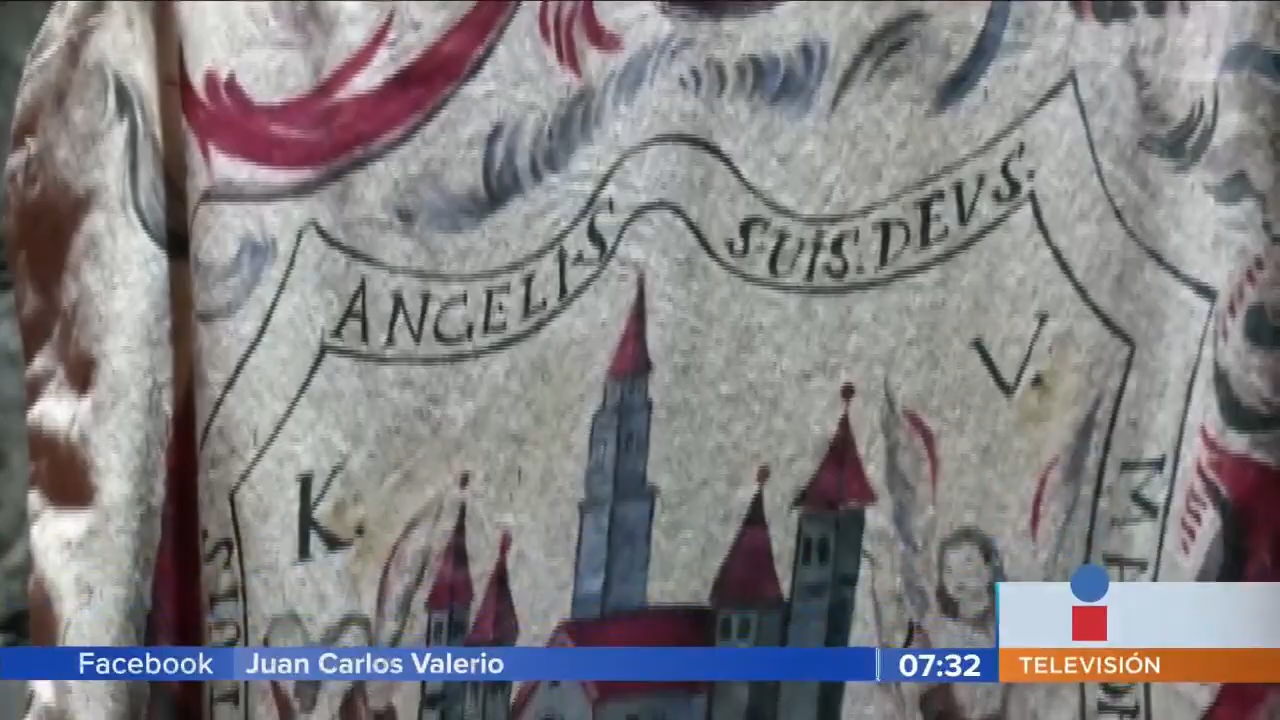 ANGELIS
SUIS.DEVS.
V.
K.
Facebook
Juan Carlos Valerio
07:32
TELEVISIÓN